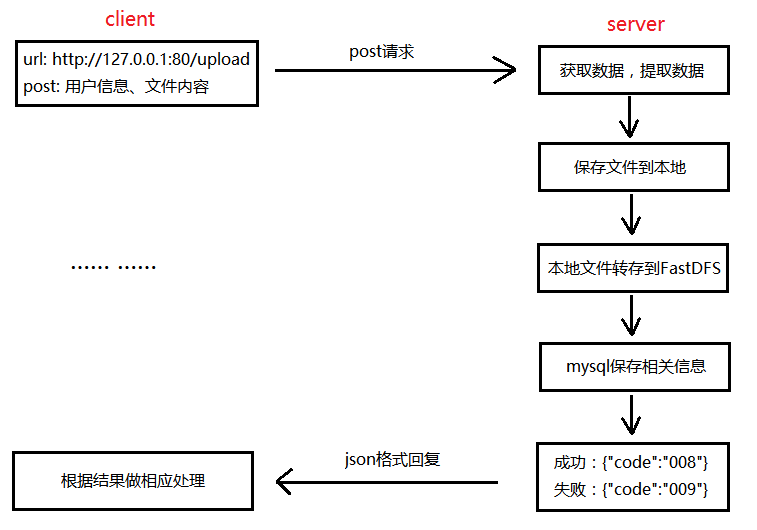 client
server
url: http://127.0.0.1:80/upload
post: 用户信息、文件内容
post请求
获取数据，提取数据
保存文件到本地
...... ......
本地文件转存到FastDFS
mysql保存相关信息
根据结果做相应处理
json格式回复
成功：{"code":"008"}
失败：{"code":"009"}